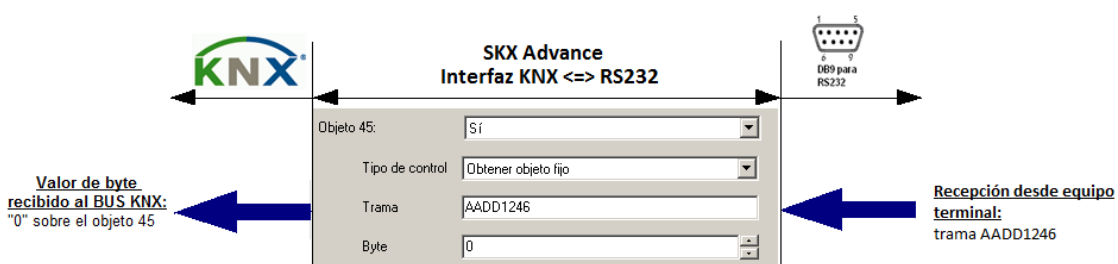 KNX
SKX Advance
Interfaz KNX <=> RS232
1 5
6 9
DB9 para
RS232
Objeto 45: Sí
Tipo de control Obtener objeto fijo
Trama AADD1246
Byte 0
Valor de byte
recibido al BUS KNX:
"0" sobre el objeto 45
Recepción desde equipo
terminal:
trama AADD1246